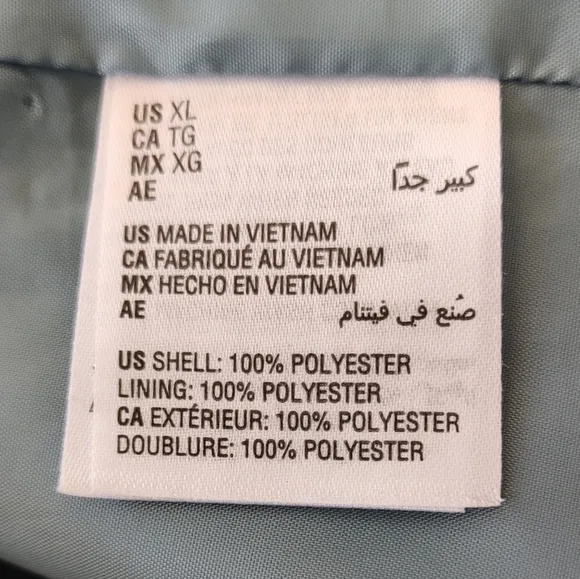 US XL
CA TG
MX XG
AE كبير جداً
US MADE IN VIETNAM
CA FABRIQUÉ AU VIETNAM
MX HECHO EN VIETNAM
AE صُنع في فيتنام
US SHELL: 100% POLYESTER
LINING: 100% POLYESTER
CA EXTÉRIEUR: 100% POLYESTER
DOUBLURE: 100% POLYESTER